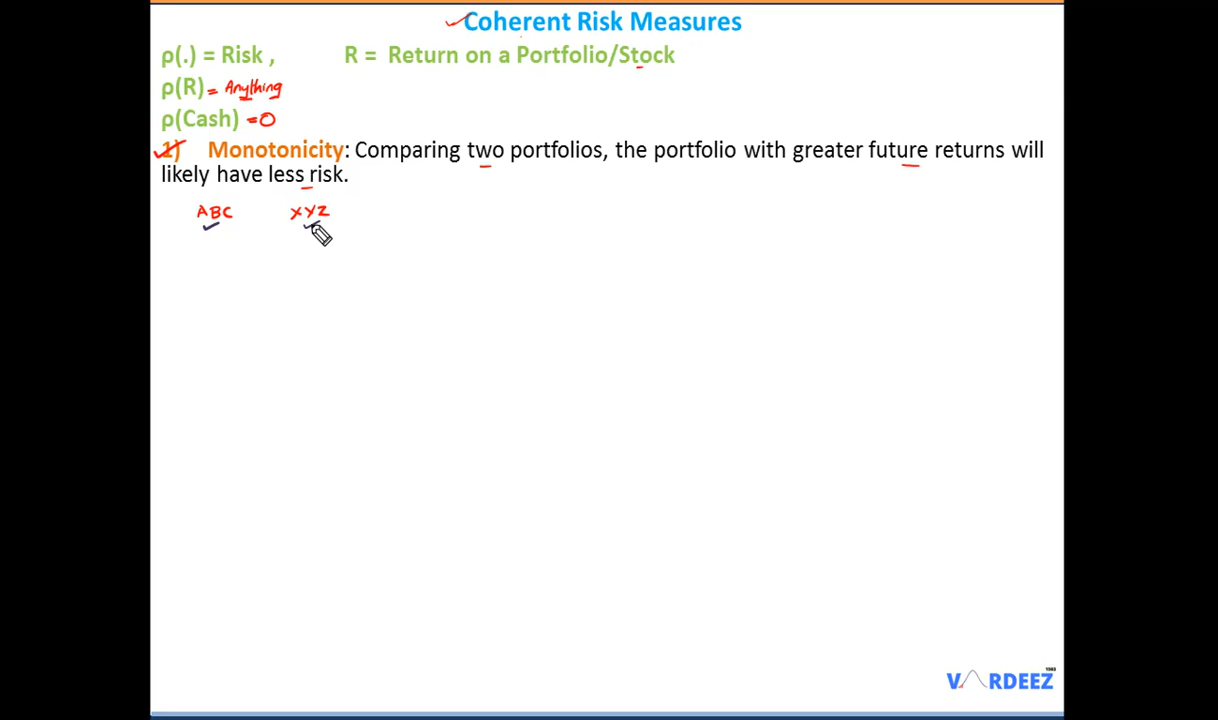 Coherent Risk Measures
ρ(.) = Risk , R = Return on a Portfolio/Stock
ρ(R) = Anything
ρ(Cash) = 0
1) Monotonicity: Comparing two portfolios, the portfolio with greater future returns will
likely have less risk.
ABC XYZ
VARDEEZ